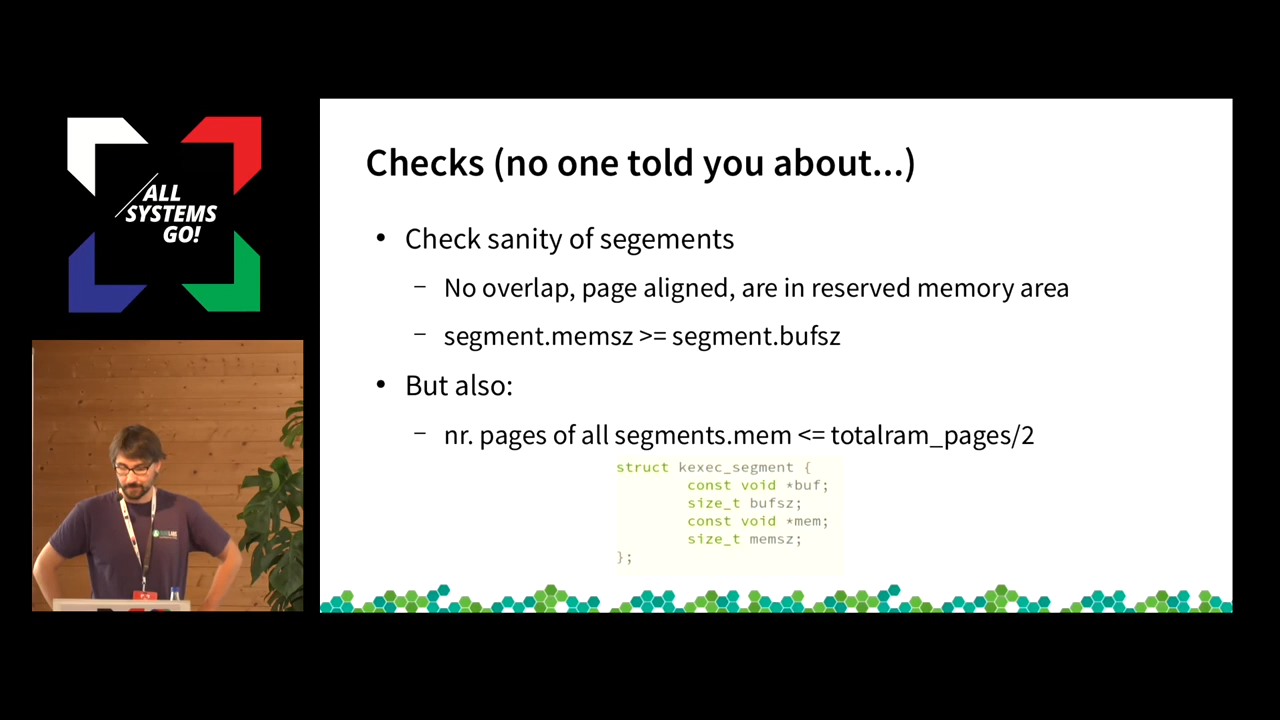 ALL
SYSTEMS
GO!
Checks (no one told you about...)
• Check sanity of segements
– No overlap, page aligned, are in reserved memory area
– segment.memsz >= segment.bufsz
• But also:
– nr. pages of all segments.mem <= totalram_pages/2
struct kexec_segment {
const void *buf;
size_t bufsz;
const void *mem;
size_t memsz;
};